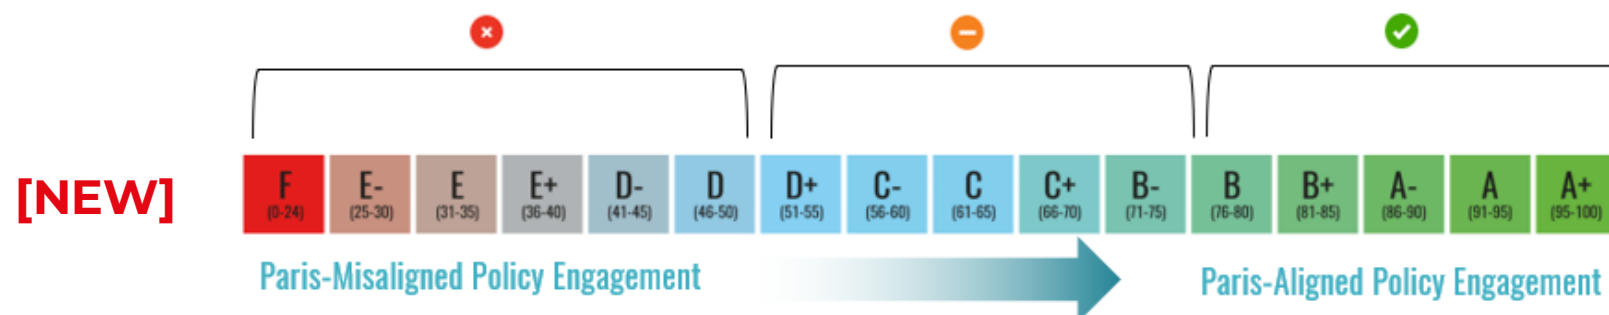 [NEW]
F E- E E+ D- D D+ C- C C+ B- B B+ A- A A+
(0-24) (25-30) (31-35) (36-40) (41-45) (46-50) (51-55) (56-60) (61-65) (66-70) (71-75) (76-80) (81-85) (86-90) (91-95) (95-100)
Paris-Misaligned Policy Engagement
Paris-Aligned Policy Engagement